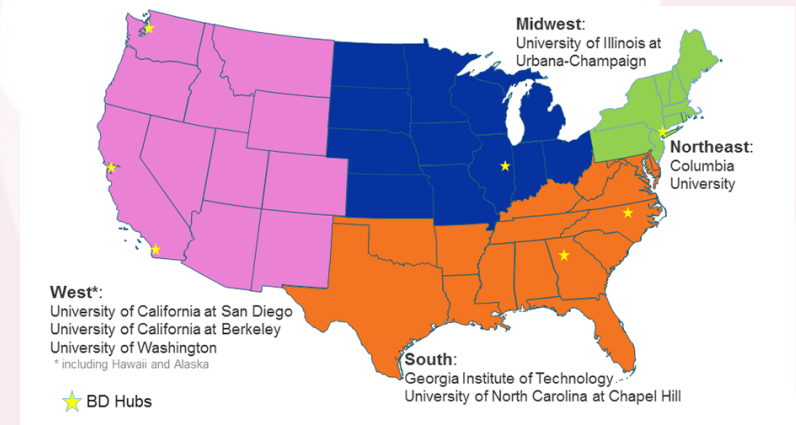 Midwest:
University of Illinois at
Urbana-Champaign
Northeast:
Columbia
University
West*:
University of California at San Diego
University of California at Berkeley
University of Washington
* including Hawaii and Alaska
South:
Georgia Institute of Technology
University of North Carolina at Chapel Hill
BD Hubs